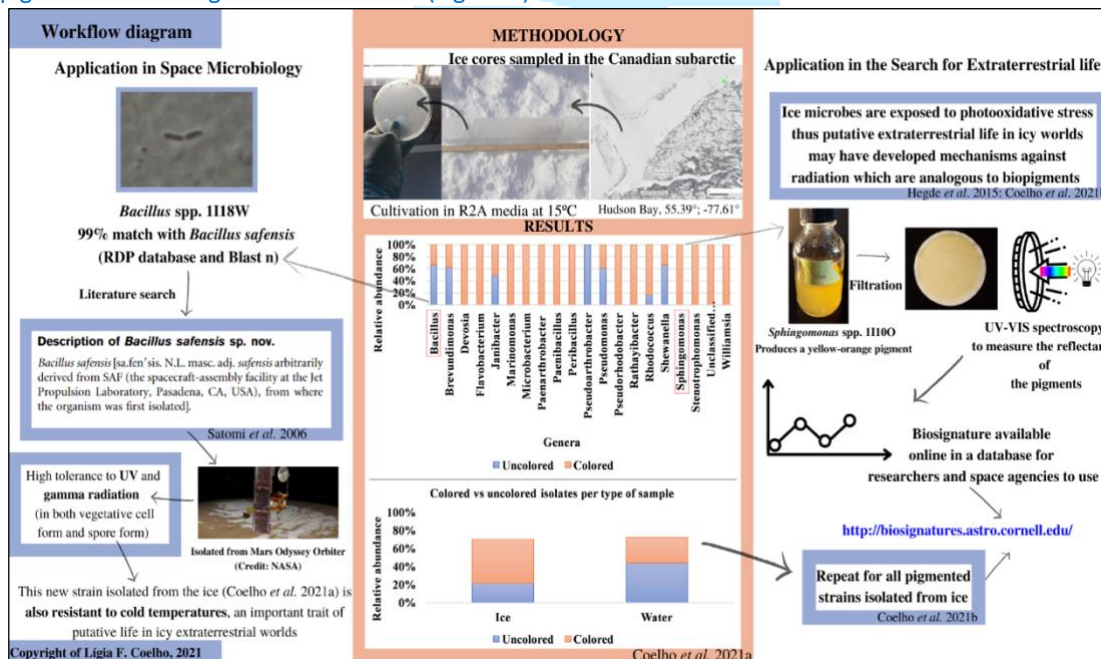 Workflow diagram
Application in Space Microbiology
Bacillus spp. 1I18W
99% match with Bacillus safensis
(RDP database and Blast n)
Literature search
Description of Bacillus safensis sp. nov.
Bacillus safensis [sa.fen'sis. N.L. masc. adj. safensis arbitrarily
derived from SAF (the spacecraft-assembly facility at the Jet
Propulsion Laboratory, Pasadena, CA, USA), from where
the organism was first isolated].
Satomi et al. 2006
High tolerance to UV and
gamma radiation
(in both vegetative cell
form and spore form)
Isolated from Mars Odyssey Orbiter
(Credit: NASA)
This new strain isolated from the ice (Coelho et al. 2021a) is
also resistant to cold temperatures, an important trait of
putative life in icy extraterrestrial worlds
Copyright of Lígia F. Coelho, 2021
METHODOLOGY
Ice cores sampled in the Canadian subarctic
Cultivation in R2A media at 15ºC
Hudson Bay, 55.39°; -77.61°
RESULTS
Relative abundance
100%
80%
60%
40%
20%
0%
Bacillus
Brevundimonas
Devosia
Flavobacterium
Janibacter
Marinomonas
Microbacterium
Paenarthrobacter
Paenibacillus
Peribacillus
Pseudoarthrobacter
Pseudomonas
Pseudorhodobacter
Rathayibacter
Rhodococcus
Shewanella
Sphingomonas
Stenotrophomonas
Unclassified...
Williamsia
Genera
Uncolored
Colored
Colored vs uncolored isolates per type of sample
Relative abundance
100%
80%
60%
40%
20%
0%
Ice
Water
Uncolored
Colored
Coelho et al. 2021a
Application in the Search for Extraterrestrial life
Ice microbes are exposed to photooxidative stress
thus putative extraterrestrial life in icy worlds
may have developed mechanisms against
radiation which are analogous to biopigments
Hegde et al. 2015; Coelho et al. 2021
Filtration
Sphingomonas spp. 1I10O
Produces a yellow-orange pigment
UV-VIS spectroscopy
to measure the reflectan
of
the pigments
Biosignature available
online in a database for
researchers and space agencies to use
http://biosignatures.astro.cornell.edu/
Repeat for all pigmented
strains isolated from ice
Coelho et al. 2021b